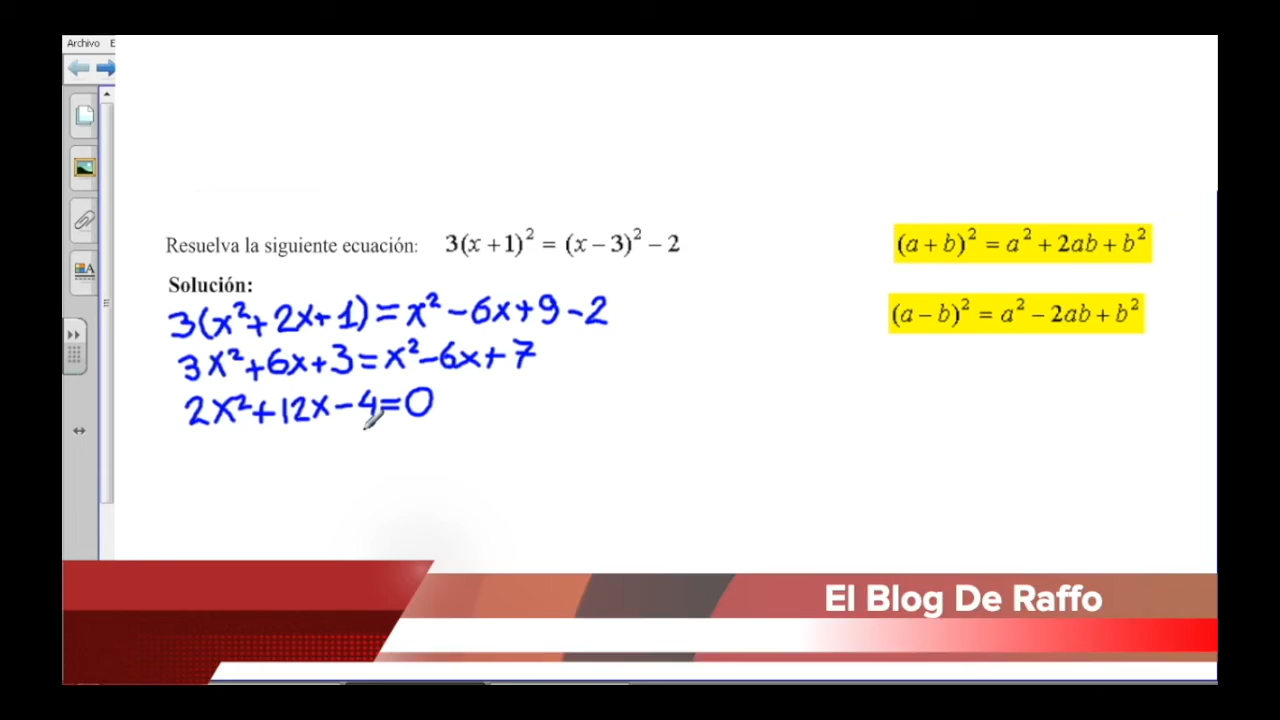 Archivo E
Resuelva la siguiente ecuación: 3(x+1)² = (x−3)² − 2
(a + b)² = a² + 2ab + b²
Solución:
3(x²+2x+1)=x²−6x+9−2
(a − b)² = a² − 2ab + b²
3x²+6x+3=x²−6x+7
2x²+12x−4=0
El Blog De Raffo